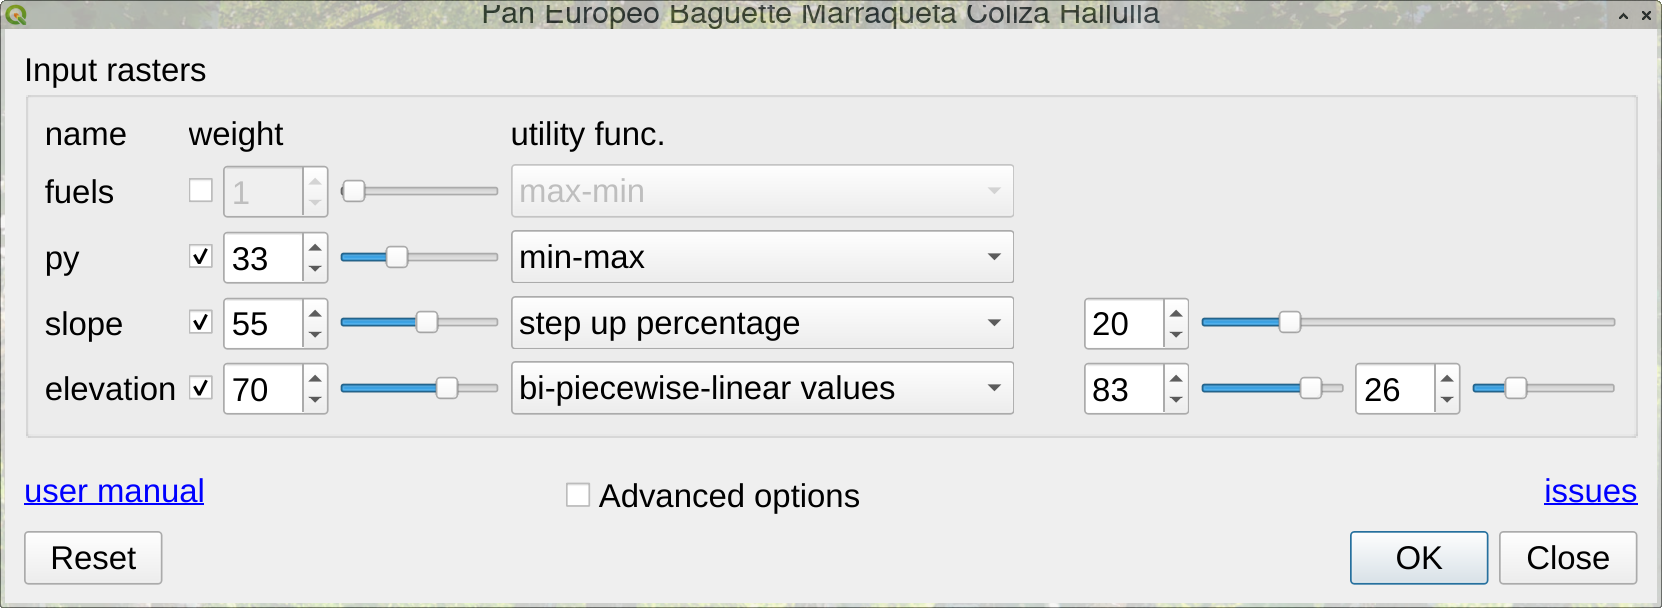 Pan Europeo Baguette Marraqueta Coliza Hallulla
Input rasters
name weight utility func.
fuels 1 max-min
py 33 min-max
slope 55 step up percentage 20
elevation 70 bi-piecewise-linear values 83 26
user manual Advanced options issues
Reset OK Close